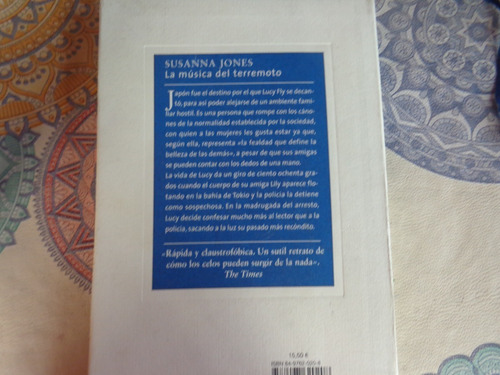 SUSANNA JONES
La música del terremoto
Japón fue el destino por el que Lucy Fly se decan-
tó, para así poder alejarse de un ambiente fami-
liar hostil. Es una persona que rompe con los cáno-
nes de la normalidad establecida por la sociedad,
con quien a las mujeres les gusta estar ya que,
según ella, representa «la fealdad que define la
belleza de las demás», a pesar de que sus amigas
se pueden contar con los dedos de una mano.
La vida de Lucy da un giro de ciento ochenta gra-
dos cuando el cuerpo de su amiga Lily aparece flo-
tando en la bahía de Tokio y la policía la detiene
como sospechosa. En la madrugada del arresto,
Lucy decide confesar mucho más al lector que a la
policía, sacando a la luz su pasado más recóndito.
«Rápida y claustrofóbica. Un sutil retrato de
cómo los celos pueden surgir de la nada».
The Times